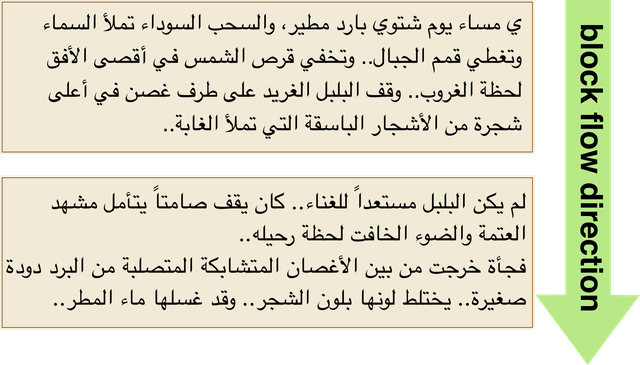 ي مساء يوم شتوي بارد مطير، والسحب السوداء تملأ السماء
وتغطي قمم الجبال.. وتخفي قرص الشمس في أقصى الأفق
لحظة الغروب.. وقف البلبل الغريد على طرف غصن في أعلى
شجرة من الأشجار الباسقة التي تملأ الغابة..
لم يكن البلبل مستعداً للغناء.. كان يقف صامتاً يتأمل مشهد
العتمة والضوء الخافت لحظة رحيله..
فجأة خرجت من بين الأغصان المتشابكة المتصلبة من البرد دودة
صغيرة.. يختلط لونها بلون الشجر.. وقد غسلها ماء المطر..
block flow direction